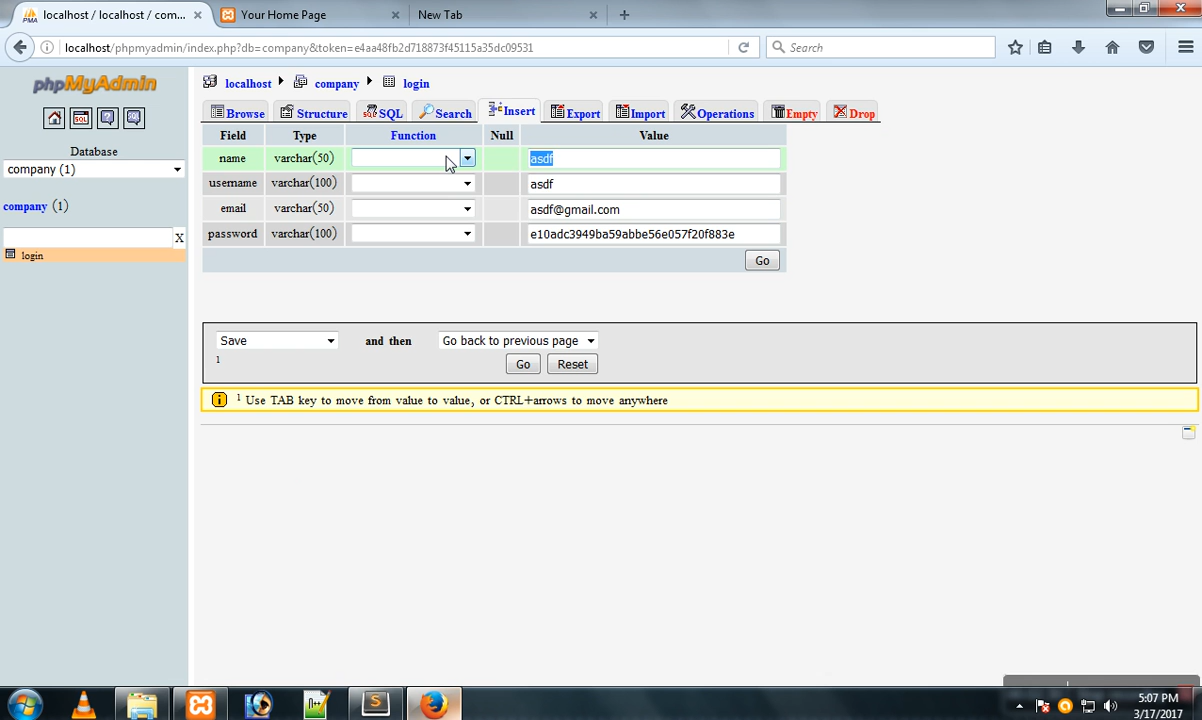 localhost / localhost / com...
Your Home Page
New Tab
localhost/phpmyadmin/index.php?db=company&token=e4aa48fb2d718873f45115a35dc09531
Search
phpMyAdmin
localhost
company
login
Browse
Structure
SQL
Search
Insert
Export
Import
Operations
Empty
Drop
SQL
SQL
Database
company (1)
company (1)
X
login
Field Type Function Null Value
name varchar(50) asdf
username varchar(100) asdf
email varchar(50) asdf@gmail.com
password varchar(100) e10adc3949ba59abbe56e057f20f883e
Go
Save and then Go back to previous page
1
Go Reset
1 Use TAB key to move from value to value, or CTRL+arrows to move anywhere
5:07 PM
3/17/2017